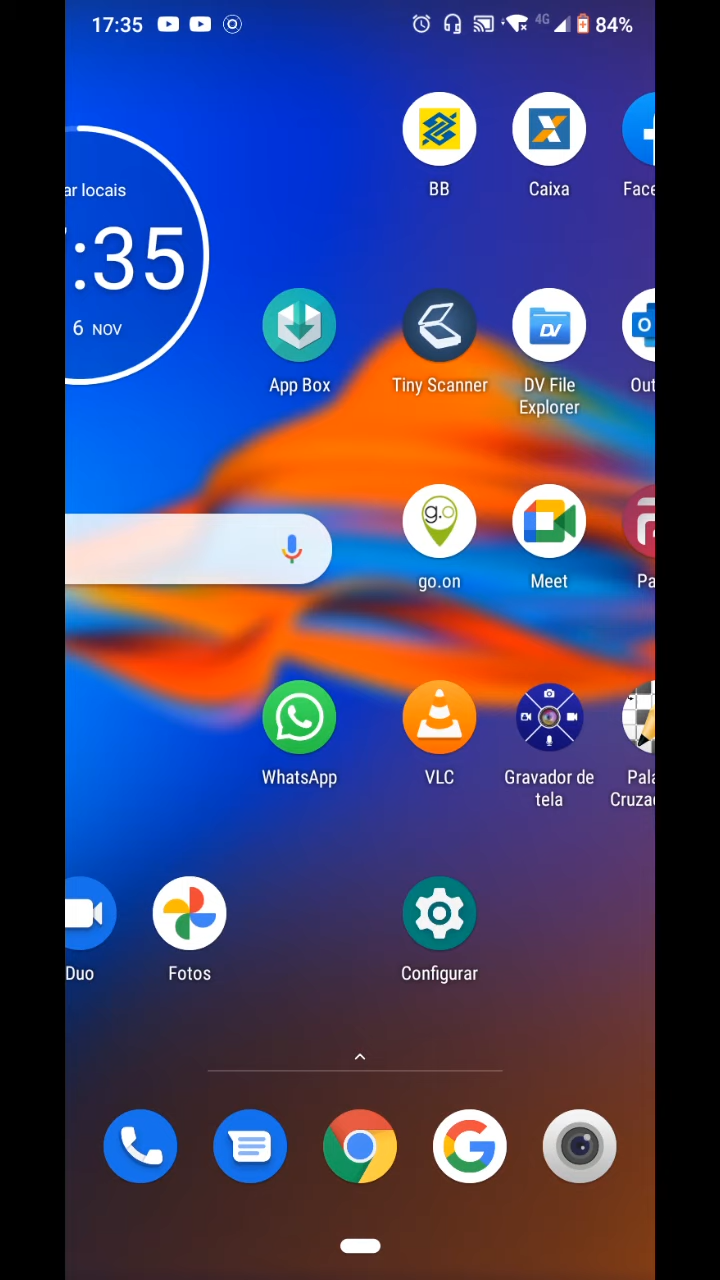 17:35
4G
84%
BB
Caixa
Face
ar locais
:35
6 NOV
App Box
Tiny Scanner
DV
DV File
Explorer
O
Out
g.o
go.on
Meet
Pa
WhatsApp
VLC
Gravador de
tela
Pala
Cruza
Duo
Fotos
Configurar